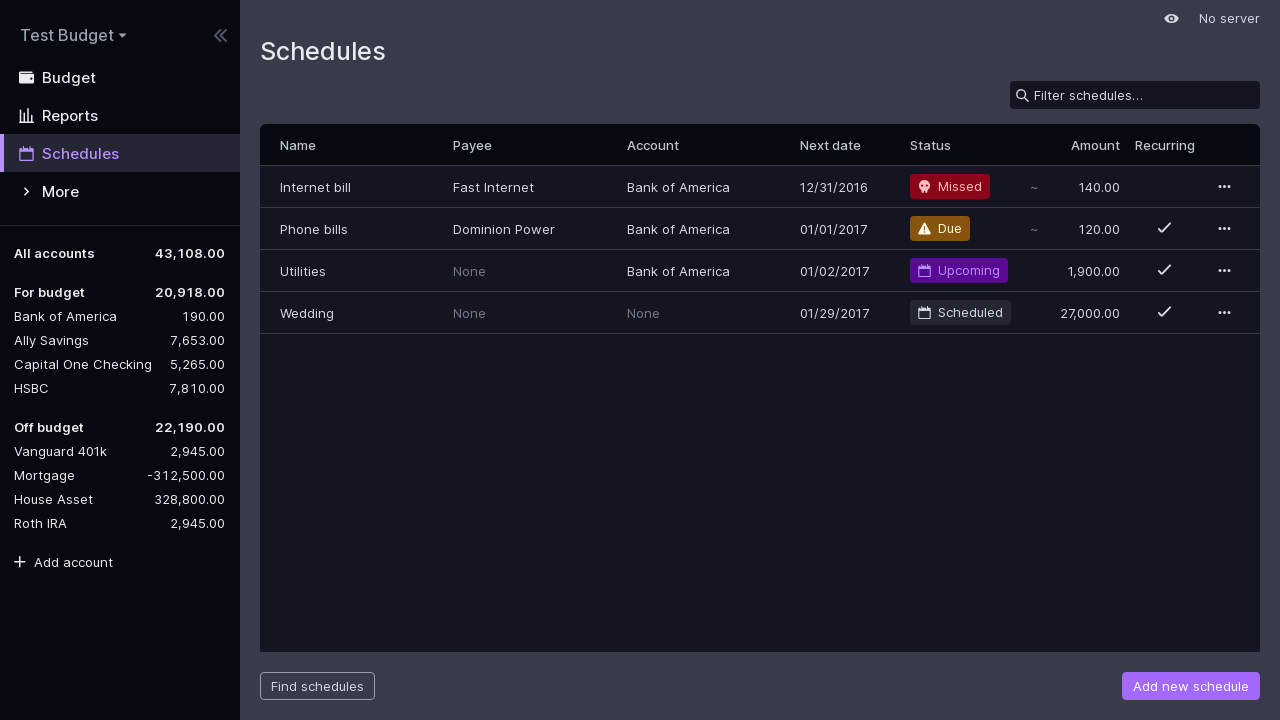 Test Budget
Budget
Reports
Schedules
More
All accounts 43,108.00
For budget 20,918.00
Bank of America 190.00
Ally Savings 7,653.00
Capital One Checking 5,265.00
HSBC 7,810.00
Off budget 22,190.00
Vanguard 401k 2,945.00
Mortgage -312,500.00
House Asset 328,800.00
Roth IRA 2,945.00
Add account
No server
Schedules
Filter schedules…
Name Payee Account Next date Status Amount Recurring
Internet bill Fast Internet Bank of America 12/31/2016 Missed ~ 140.00
Phone bills Dominion Power Bank of America 01/01/2017 Due ~ 120.00
Utilities None Bank of America 01/02/2017 Upcoming 1,900.00
Wedding None None 01/29/2017 Scheduled 27,000.00
Find schedules Add new schedule